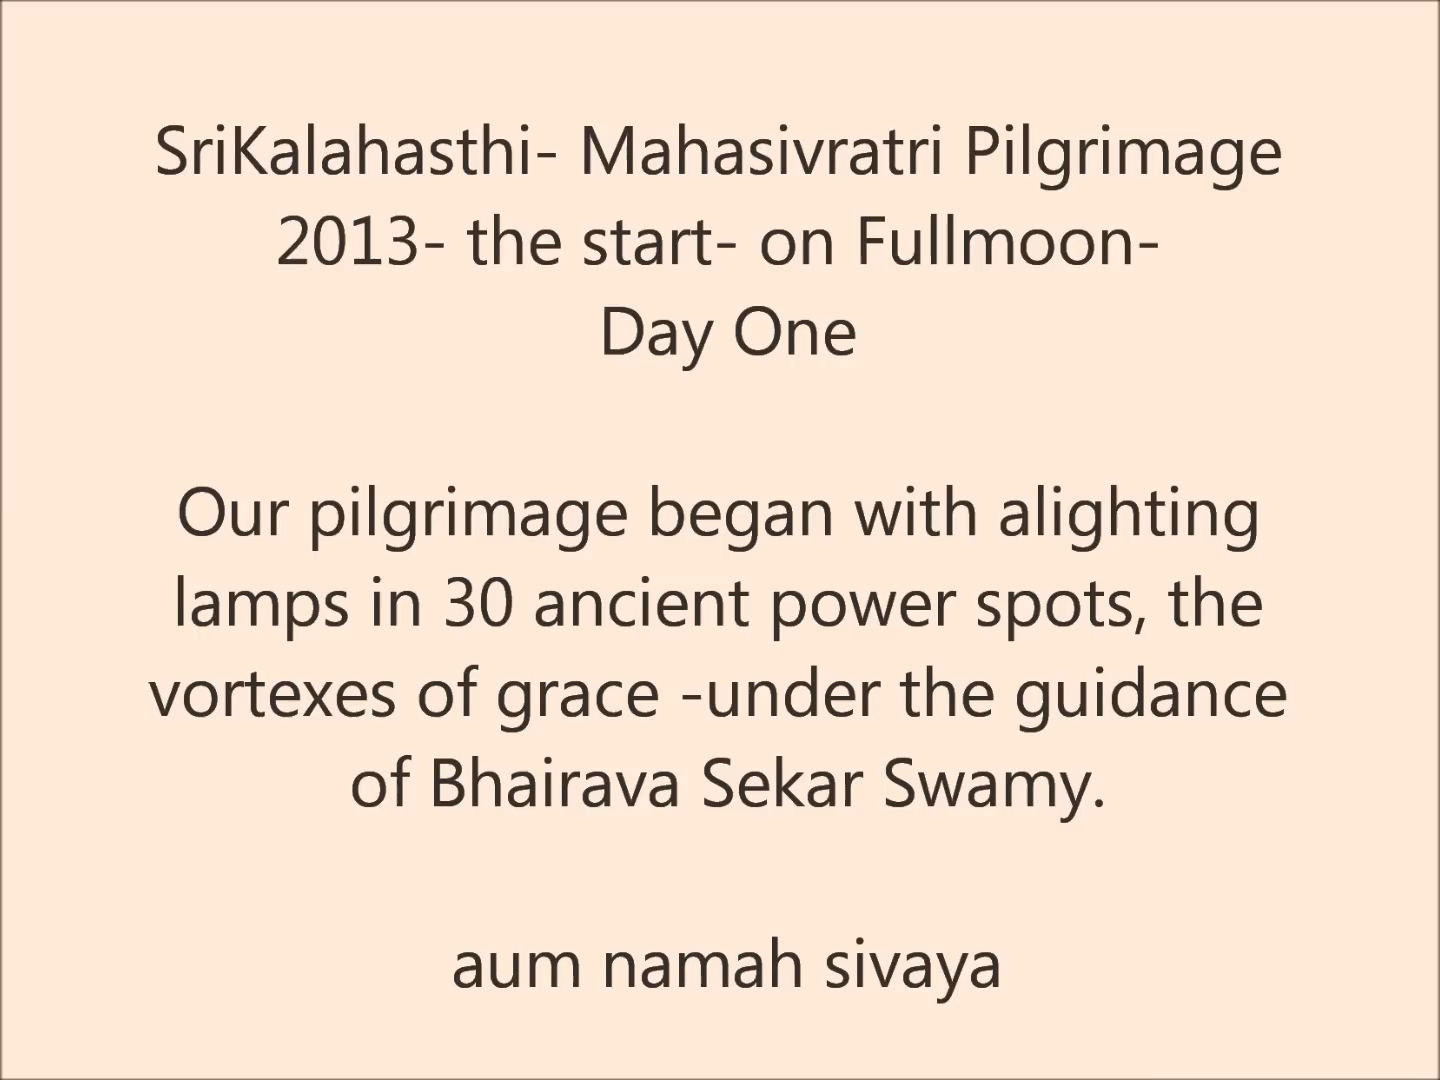 SriKalahasthi- Mahasivratri Pilgrimage
2013- the start- on Fullmoon-
Day One
Our pilgrimage began with alighting
lamps in 30 ancient power spots, the
vortexes of grace -under the guidance
of Bhairava Sekar Swamy.
aum namah sivaya